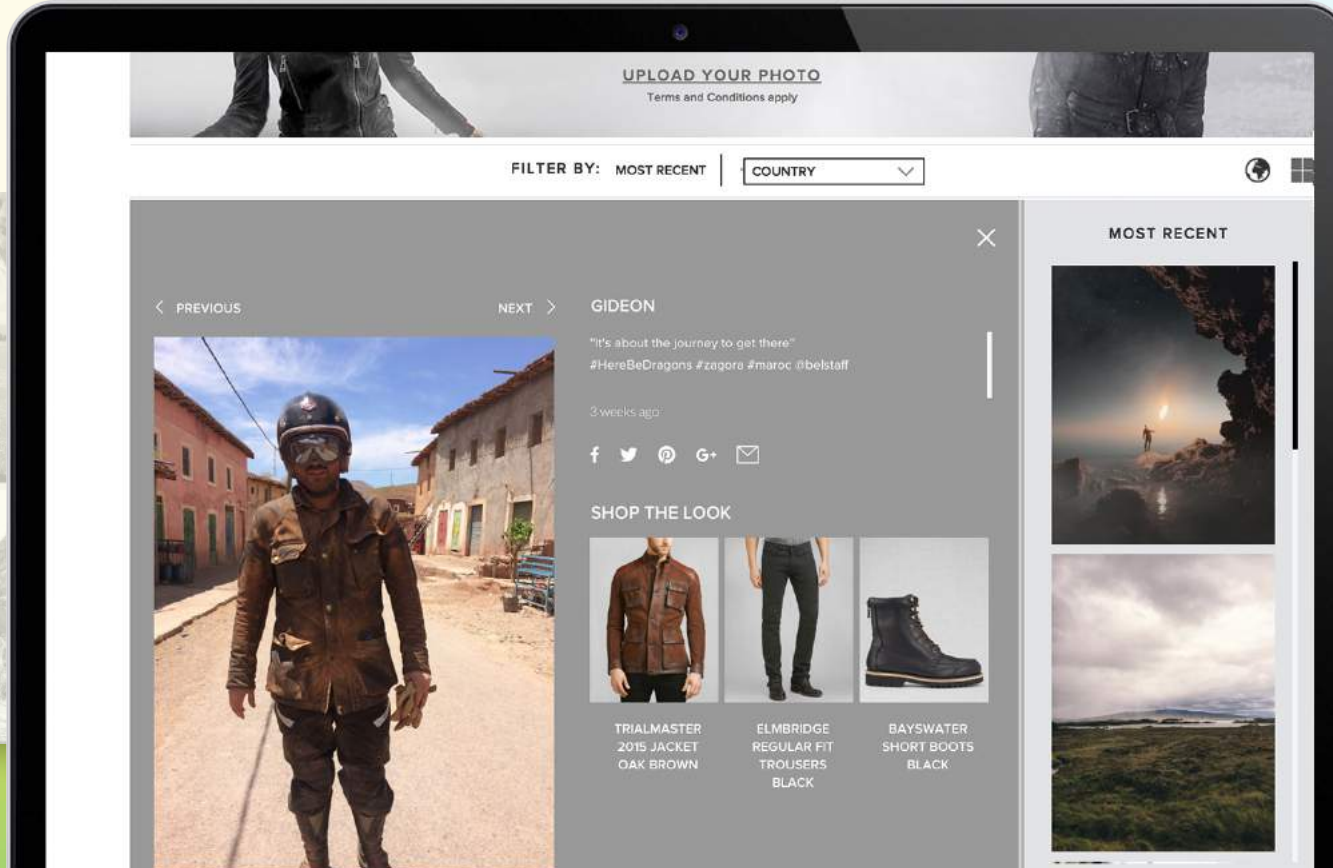 UPLOAD YOUR PHOTO
Terms and Conditions apply
FILTER BY: MOST RECENT COUNTRY
MOST RECENT
PREVIOUS
NEXT
GIDEON
"it's about the journey to get there"
#HereBeDragons #zagora #maroc @belstaff
3 weeks ago
f G+
SHOP THE LOOK
TRIALMASTER
2015 JACKET
OAK BROWN
ELMBRIDGE
REGULAR FIT
TROUSERS
BLACK
BAYSWATER
SHORT BOOTS
BLACK